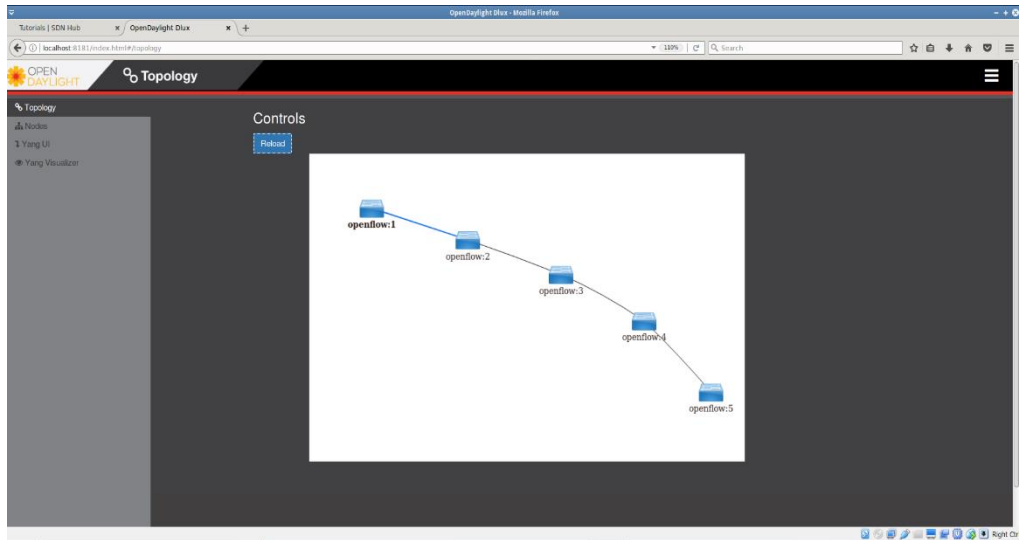 OpenDaylight Dlux - Mozilla Firefox
Tutorials | SDN Hub
OpenDaylight Dlux
localhost:8181/index.html#/topology
110%
Search
OPEN DAYLIGHT
Topology
Topology
Nodes
Yang UI
Yang Visualizer
Controls
Reload
openflow:1
openflow:2
openflow:3
openflow:4
openflow:5
Right Ctr